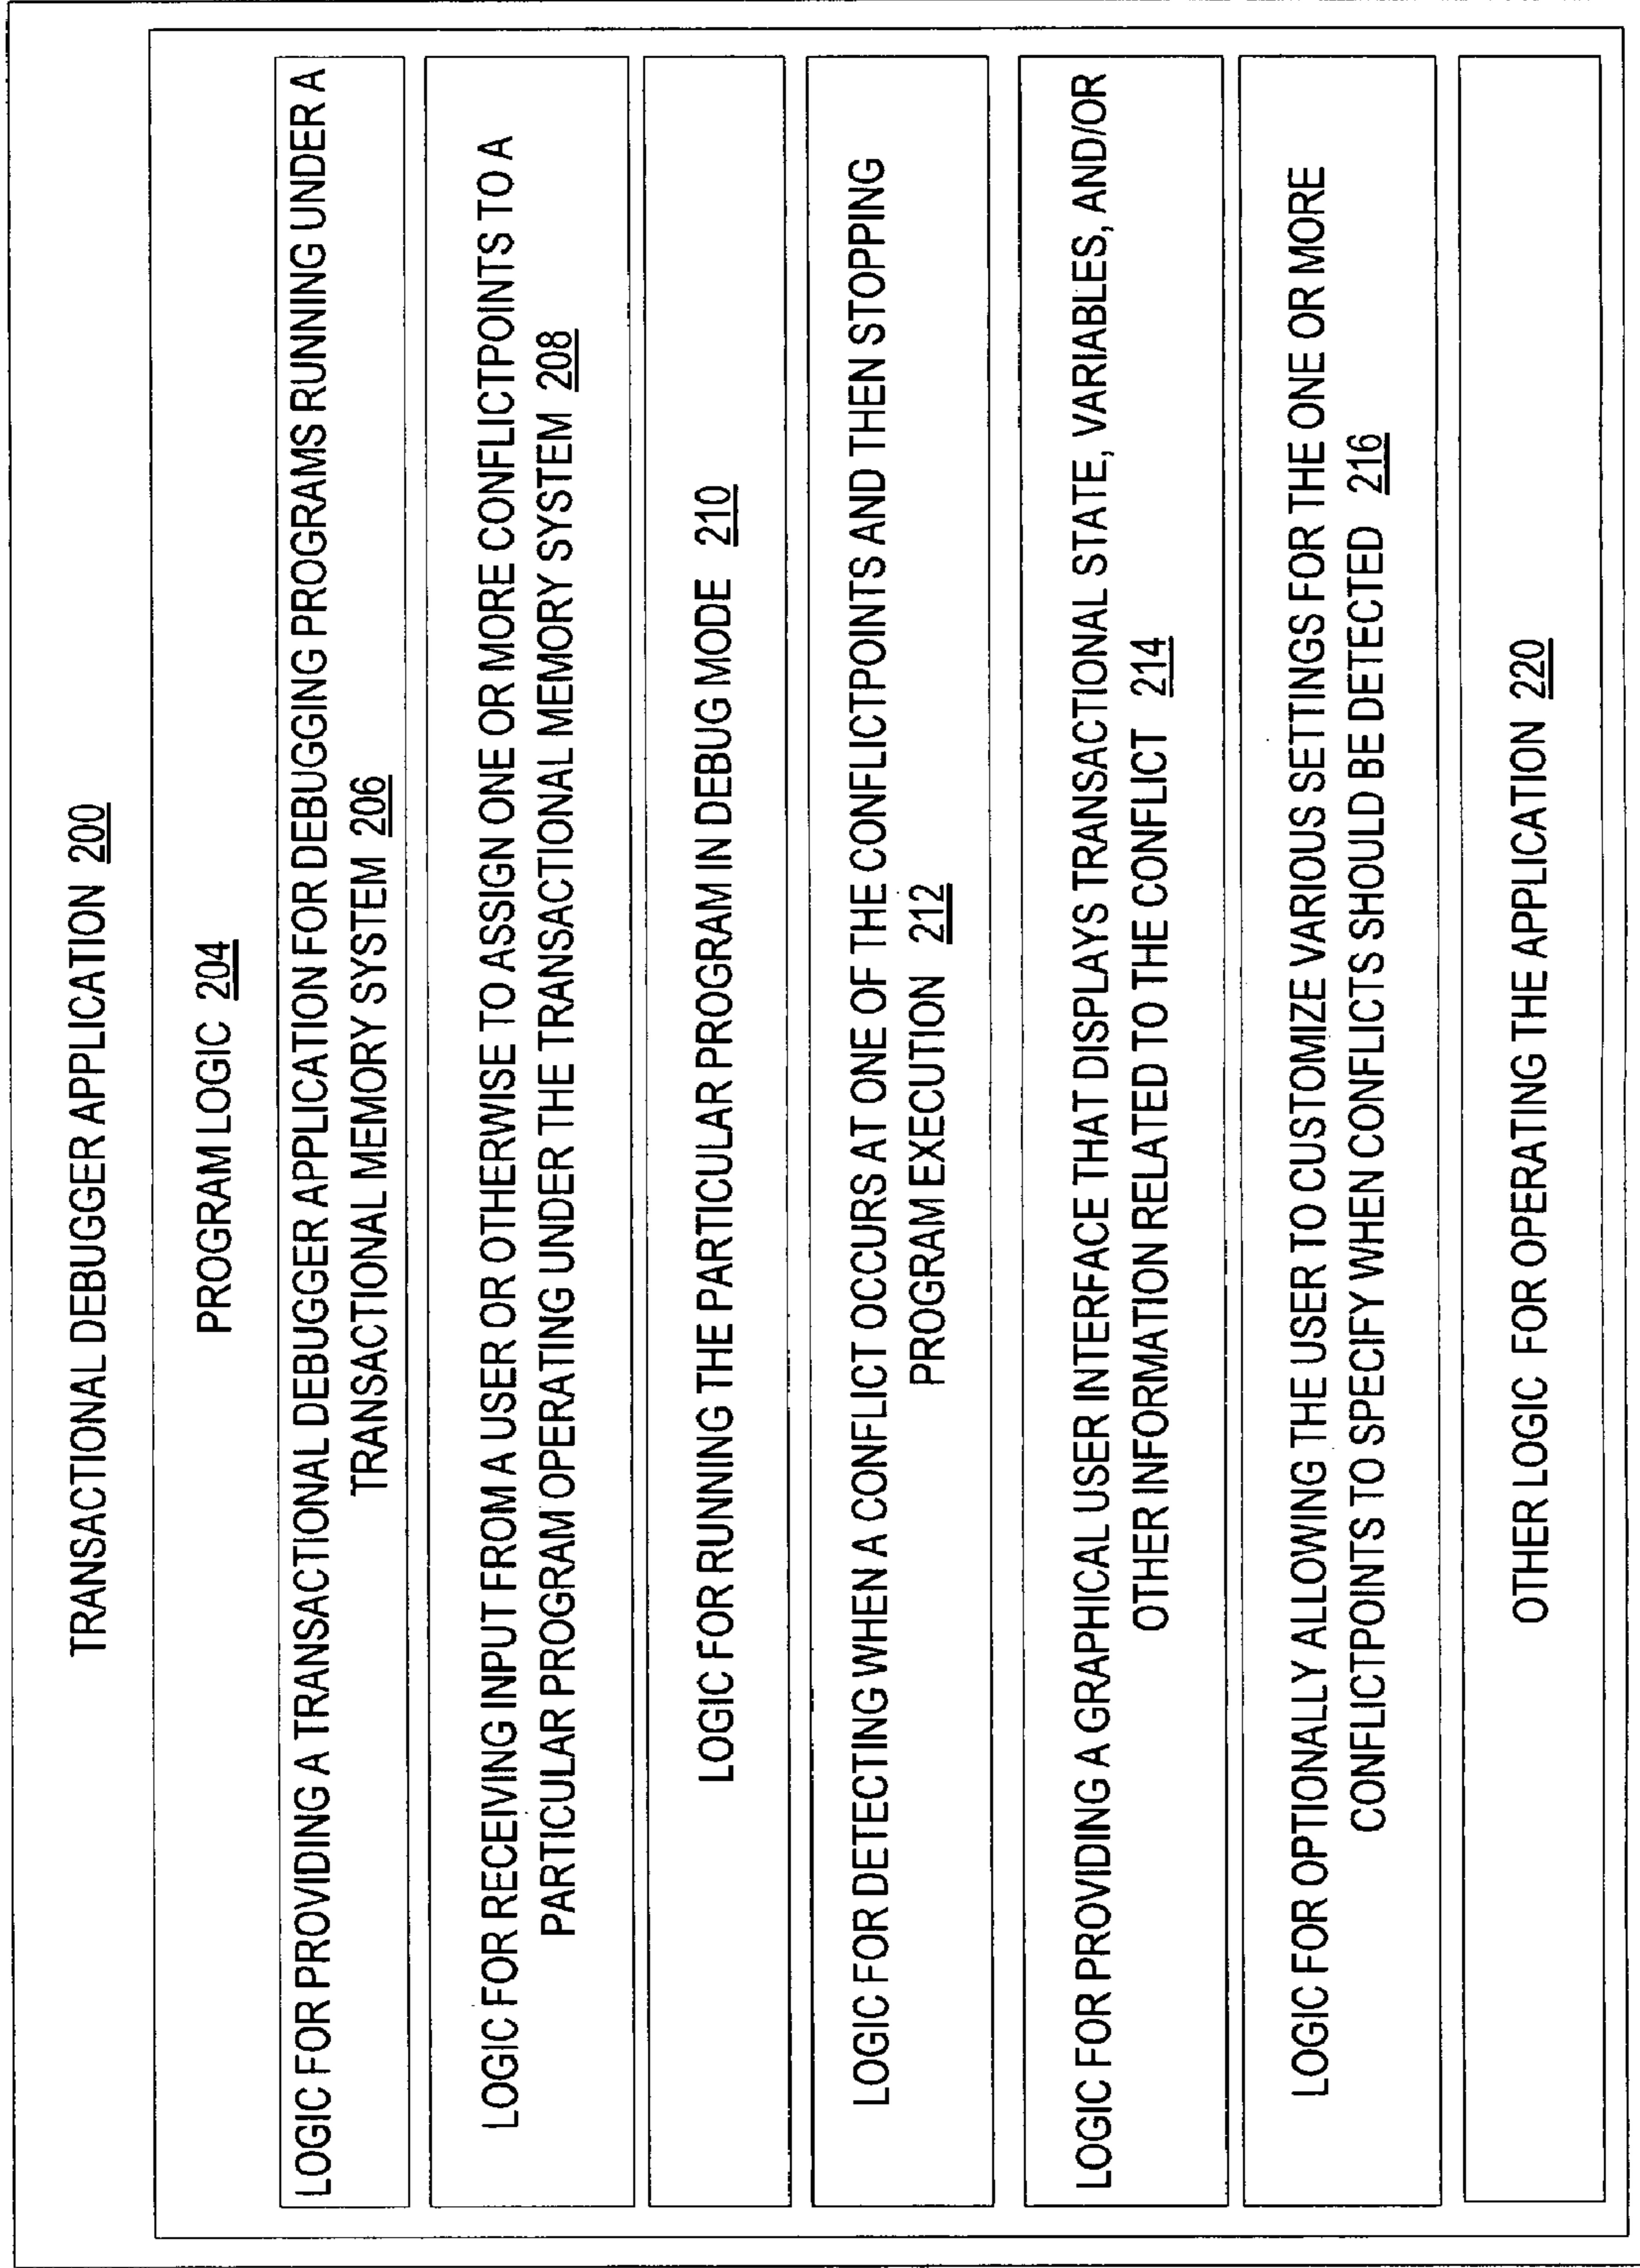 TRANSACTIONAL DEBUGGER APPLICATION 200
PROGRAM LOGIC 204
LOGIC FOR PROVIDING A TRANSACTIONAL DEBUGGER APPLICATION FOR DEBUGGING PROGRAMS RUNNING UNDER A
TRANSACTIONAL MEMORY SYSTEM 206
LOGIC FOR RECEIVING INPUT FROM A USER OR OTHERWISE TO ASSIGN ONE OR MORE CONFLICTPOINTS TO A
PARTICULAR PROGRAM OPERATING UNDER THE TRANSACTIONAL MEMORY SYSTEM 208
LOGIC FOR RUNNING THE PARTICULAR PROGRAM IN DEBUG MODE 210
LOGIC FOR DETECTING WHEN A CONFLICT OCCURS AT ONE OF THE CONFLICTPOINTS AND THEN STOPPING
PROGRAM EXECUTION 212
LOGIC FOR PROVIDING A GRAPHICAL USER INTERFACE THAT DISPLAYS TRANSACTIONAL STATE, VARIABLES, AND/OR
OTHER INFORMATION RELATED TO THE CONFLICT 214
LOGIC FOR OPTIONALLY ALLOWING THE USER TO CUSTOMIZE VARIOUS SETTINGS FOR THE ONE OR MORE
CONFLICTPOINTS TO SPECIFY WHEN CONFLICTS SHOULD BE DETECTED 216
OTHER LOGIC FOR OPERATING THE APPLICATION 220